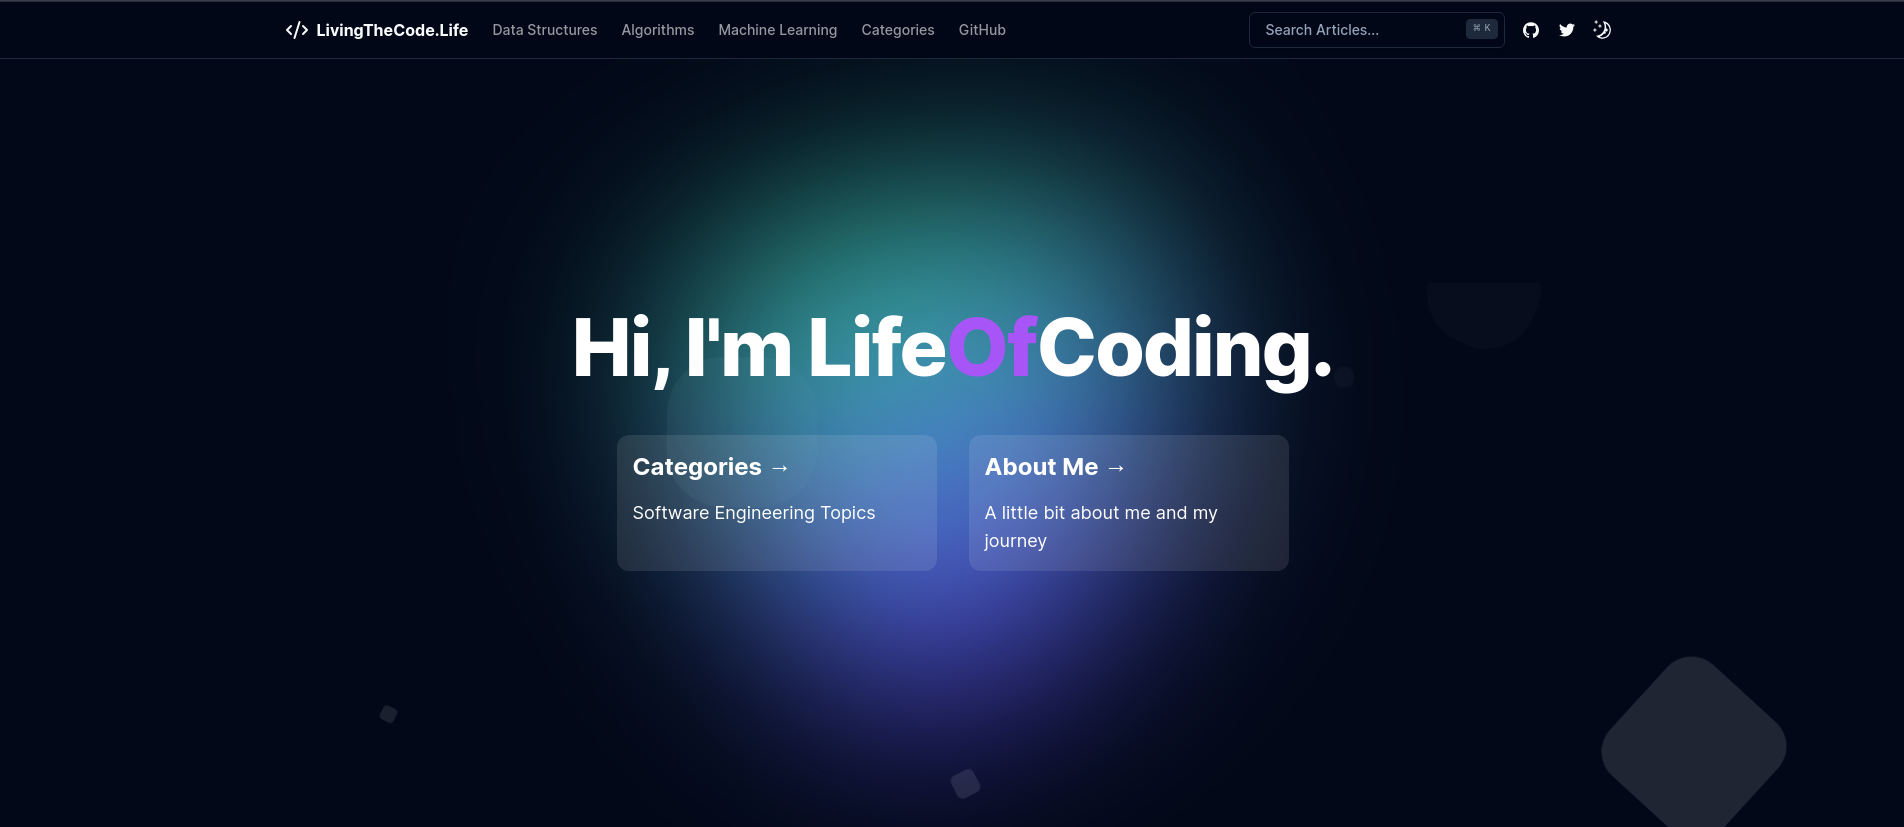 LivingTheCode.Life Data Structures Algorithms Machine Learning Categories GitHub Search Articles... ⌘ K
Hi, I'm LifeOfCoding.
Categories →
Software Engineering Topics
About Me →
A little bit about me and my
journey